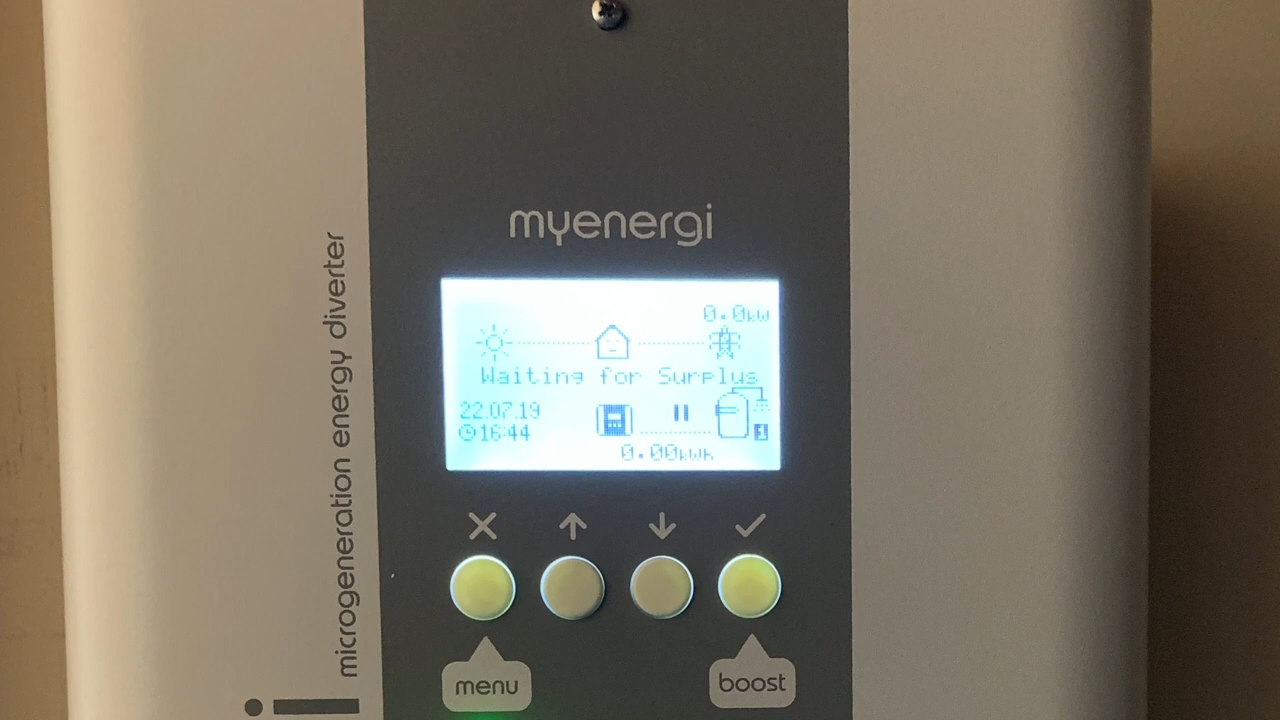 myenergi
0.0kW
Waiting for Surplus
22.07.19
16:44
0.00kWh
menu
boost
microgeneration energy diverter